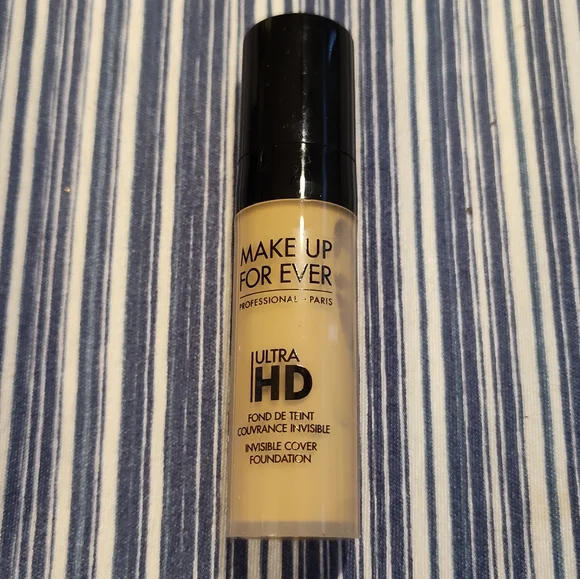 MAKE UP
FOR EVER
PROFESSIONAL - PARIS
ULTRA
HD
FOND DE TEINT
COUVRANCE INVISIBLE
INVISIBLE COVER
FOUNDATION